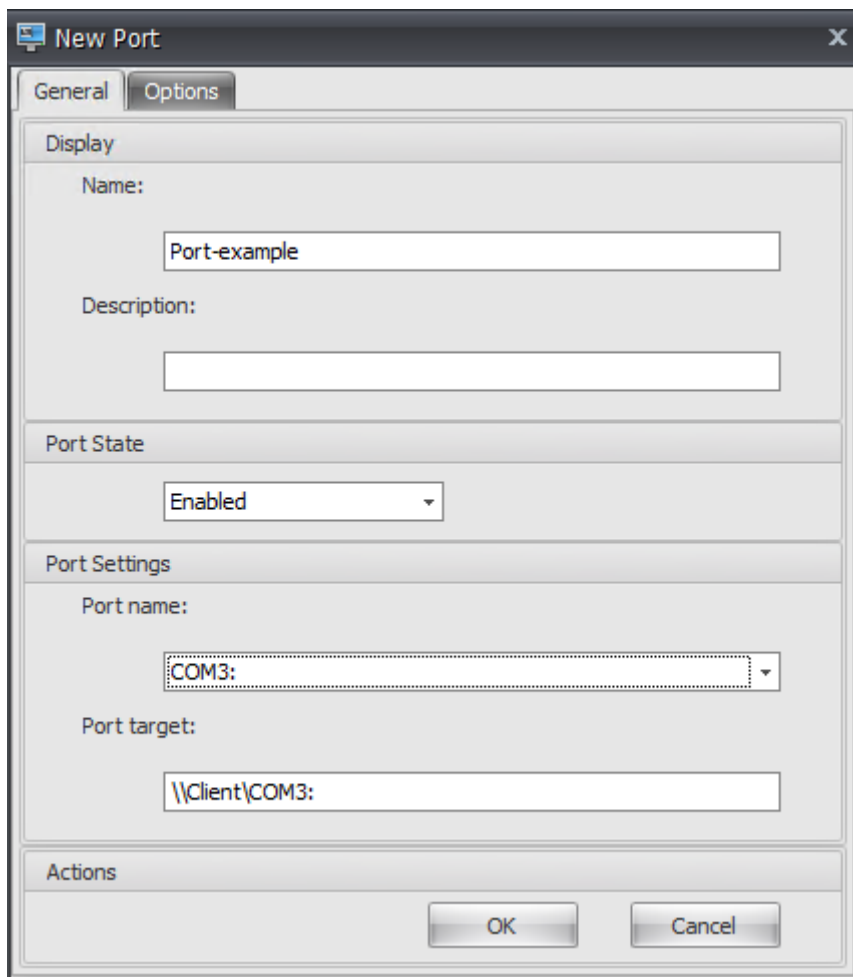 New Port
x
General Options
Display
Name:
Port-example
Description:
Port State
Enabled
Port Settings
Port name:
COM3:
Port target:
\\Client\COM3:
Actions
OK Cancel